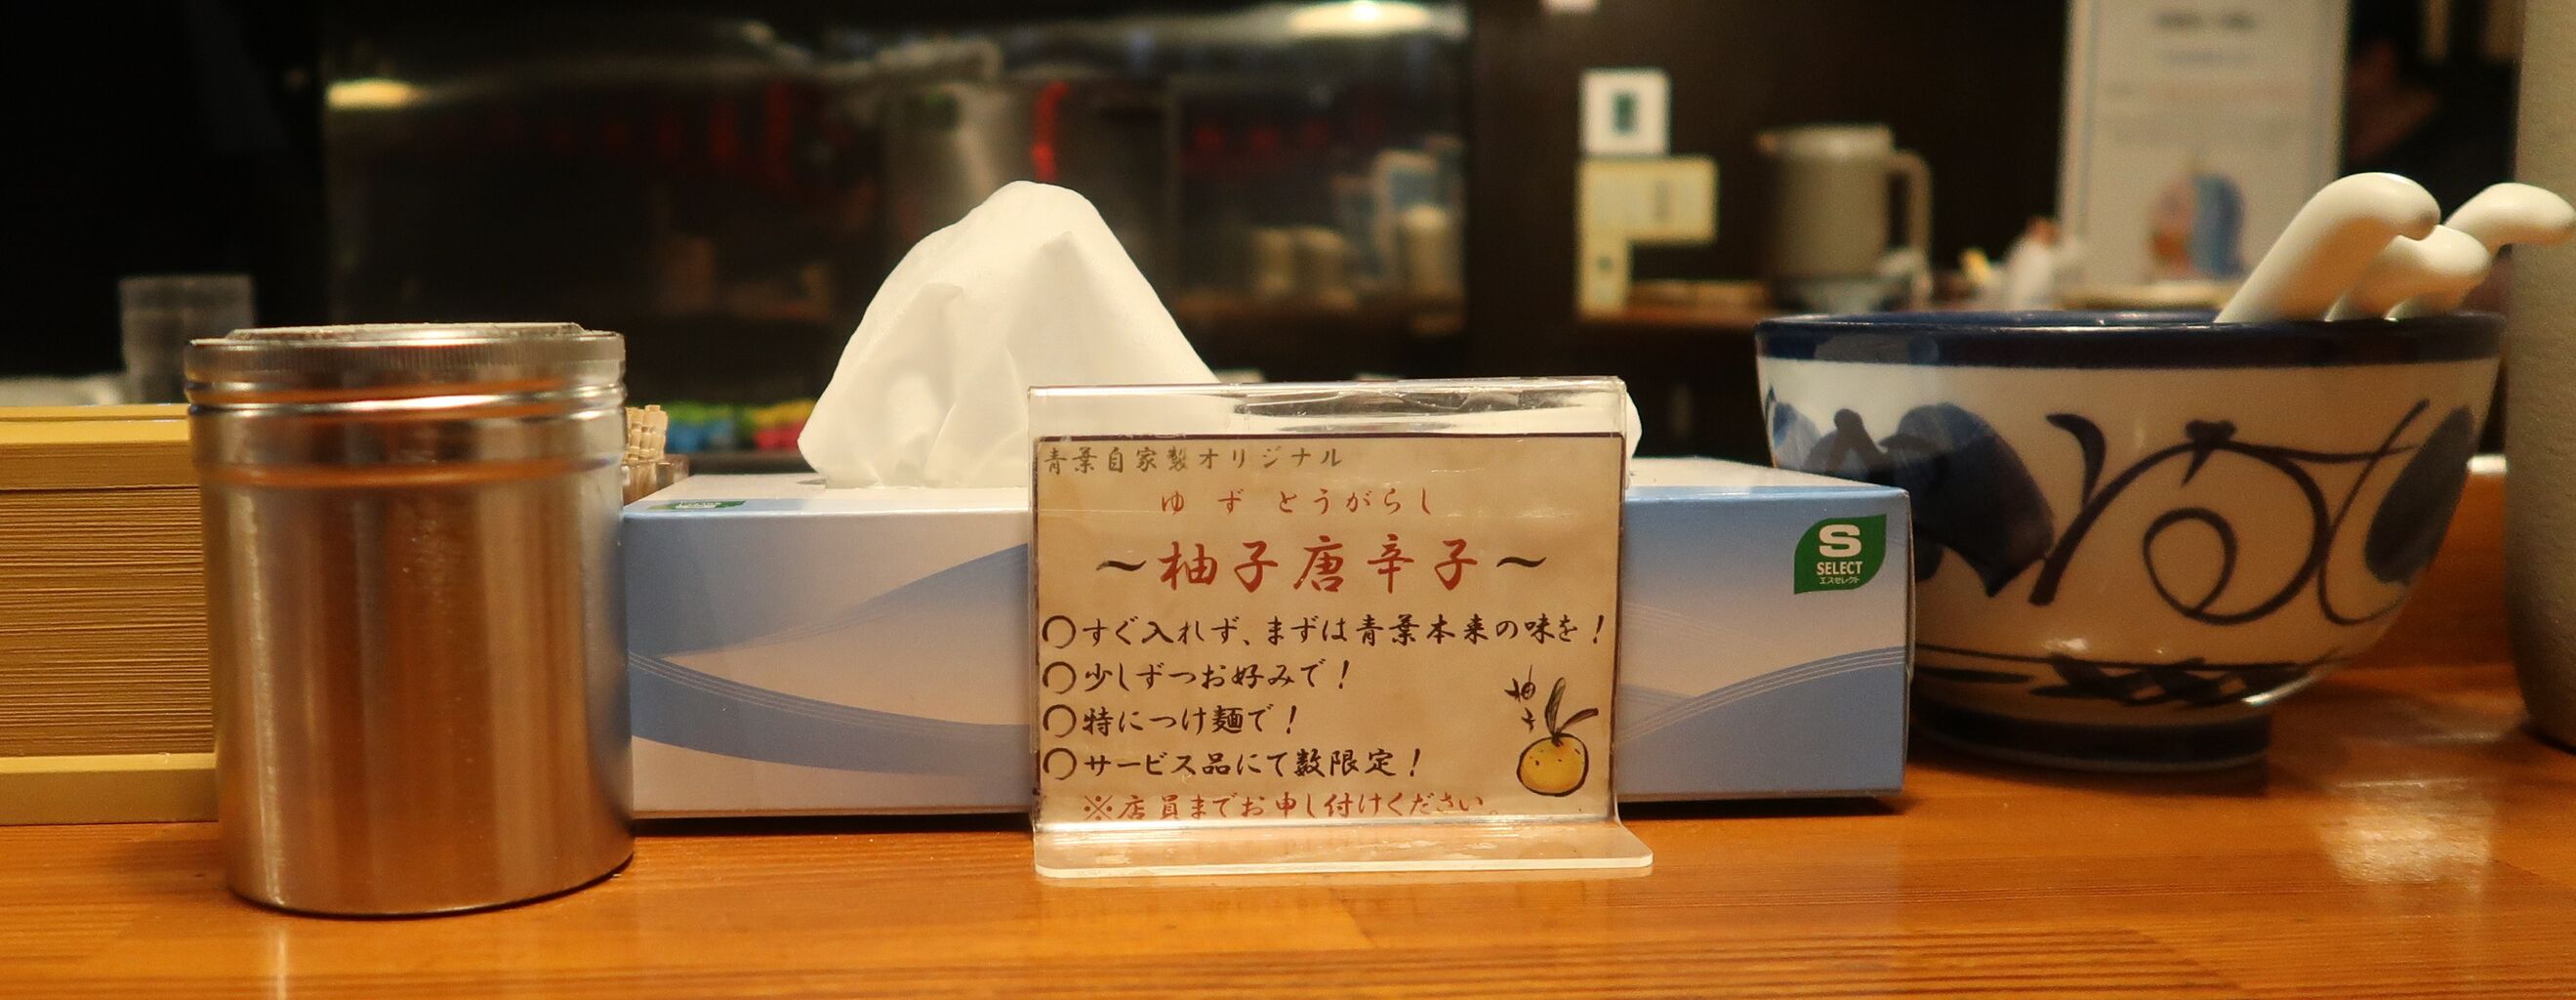 青葉自家製オリジナル
ゆず とうがらし
～柚子唐辛子～
○すぐ入れず、まずは青葉本来の味を！
○少しずつお好みで！
○特につけ麺で！
○サービス品にて数限定！
※店員までお申し付けください。
柚子
S
SELECT
エスセレクト